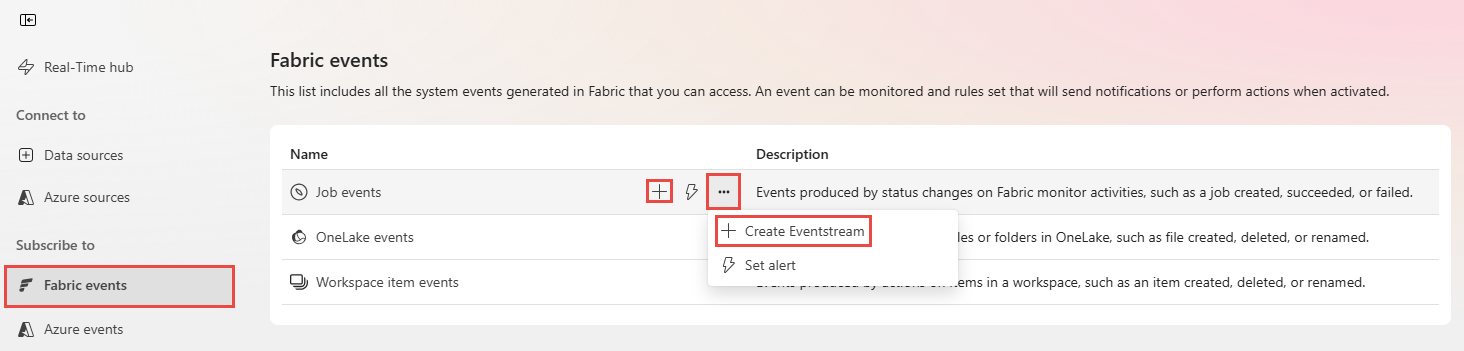 Real-Time hub
Connect to
Data sources
Azure sources
Subscribe to
Fabric events
Azure events
Fabric events
This list includes all the system events generated in Fabric that you can access. An event can be monitored and rules set that will send notifications or perform actions when activated.
Name Description
Job events Events produced by status changes on Fabric monitor activities, such as a job created, succeeded, or failed.
Create Eventstream
Set alert
OneLake events or folders in OneLake, such as file created, deleted, or renamed.
Workspace item events Events produced by actions on items in a workspace, such as an item created, deleted, or renamed.